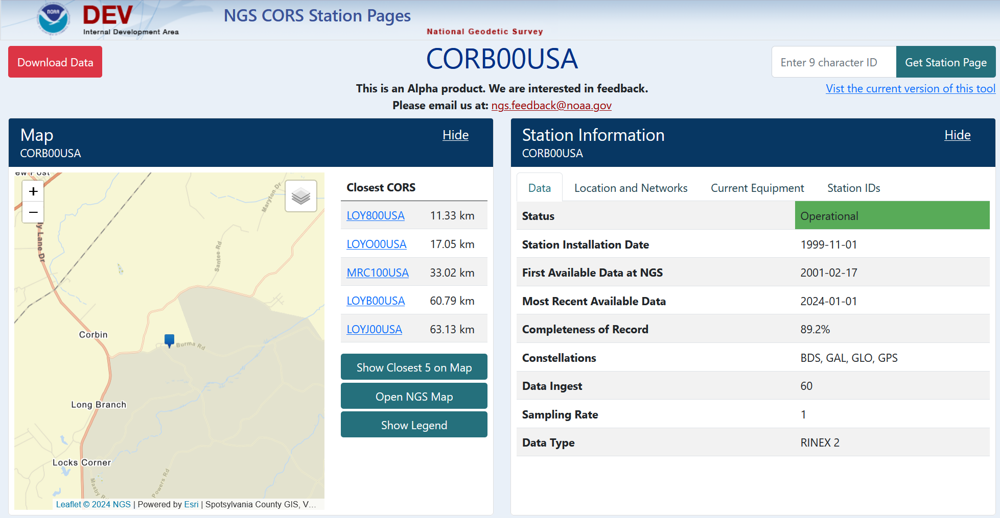 NOAA
DEV
Internal Development Area
NGS CORS Station Pages
National Geodetic Survey
Download Data
CORB00USA
Enter 9 character ID
Get Station Page
This is an Alpha product. We are interested in feedback.
Vist the current version of this tool
Please email us at: ngs.feedback@noaa.gov
Map
Hide
CORB00USA
ew Post
+
−
ly Lane Dr
Maryton Dr
Santee Rd
Corbin
Burma Rd
Long Branch
Locks Corner
Masby R
Powers Rd
Leaflet © 2024 NGS | Powered by Esri | Spotsylvania County GIS, V...
Closest CORS
LOY800USA 11.33 km
LOYO00USA 17.05 km
MRC100USA 33.02 km
LOYB00USA 60.79 km
LOYJ00USA 63.13 km
Show Closest 5 on Map
Open NGS Map
Show Legend
Station Information
Hide
CORB00USA
Data Location and Networks Current Equipment Station IDs
Status Operational
Station Installation Date 1999-11-01
First Available Data at NGS 2001-02-17
Most Recent Available Data 2024-01-01
Completeness of Record 89.2%
Constellations BDS, GAL, GLO, GPS
Data Ingest 60
Sampling Rate 1
Data Type RINEX 2